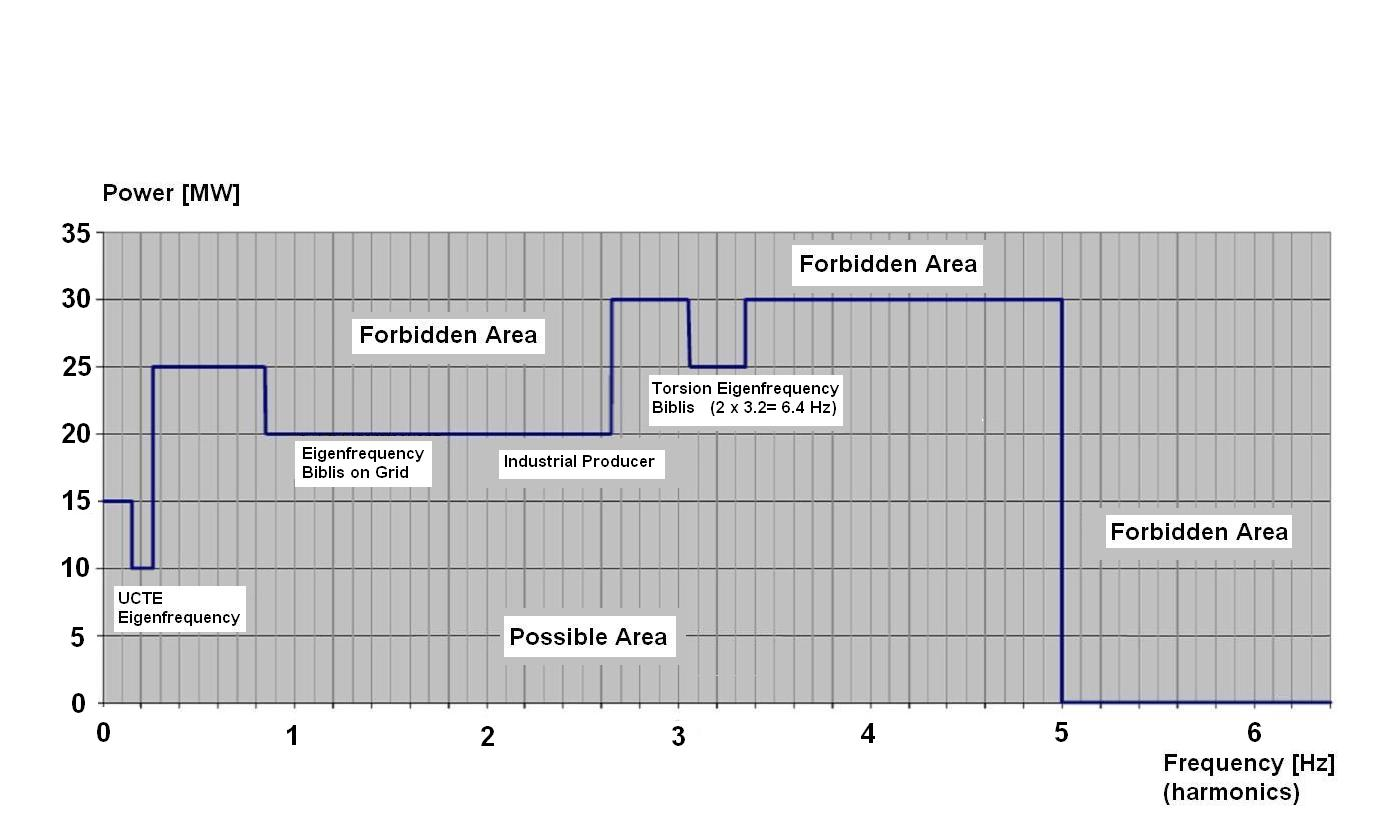 Power [MW]
35
Forbidden Area
30
Forbidden Area
25
Torsion Eigenfrequency
Biblis (2 x 3.2= 6.4 Hz)
20
Eigenfrequency
Biblis on Grid
Industrial Producer
15
Forbidden Area
10
UCTE
Eigenfrequency
5
Possible Area
0
0 1 2 3 4 5 6
Frequency [Hz]
(harmonics)